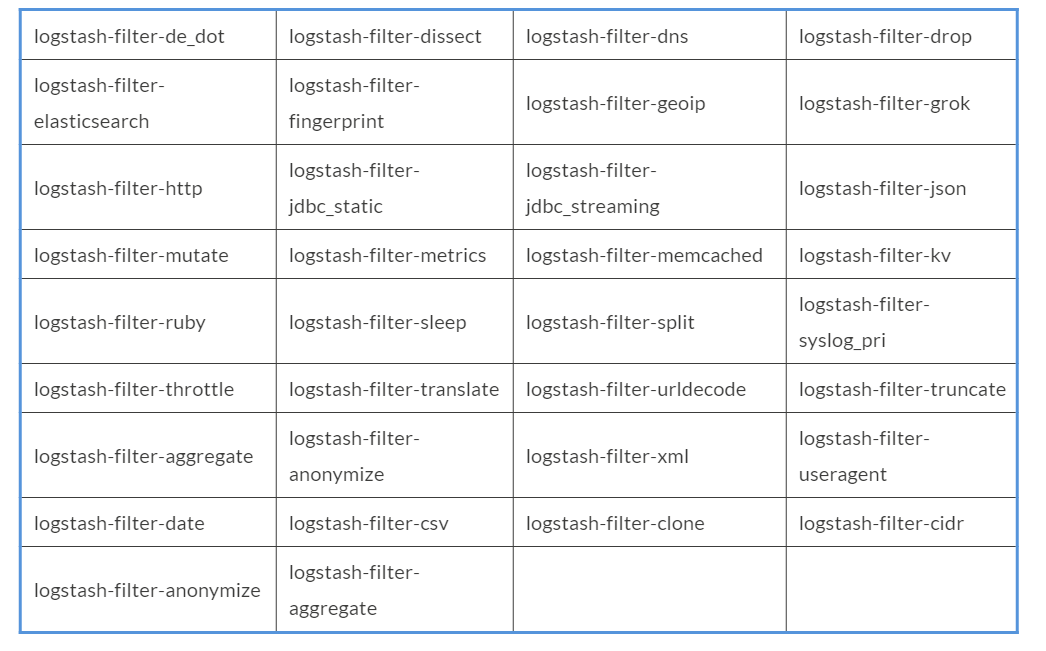 logstash-filter-de_dot
logstash-filter-dissect
logstash-filter-dns
logstash-filter-drop
logstash-filter-
elasticsearch
logstash-filter-
fingerprint
logstash-filter-geoip
logstash-filter-grok
logstash-filter-http
logstash-filter-
jdbc_static
logstash-filter-
jdbc_streaming
logstash-filter-json
logstash-filter-mutate
logstash-filter-metrics
logstash-filter-memcached
logstash-filter-kv
logstash-filter-ruby
logstash-filter-sleep
logstash-filter-split
logstash-filter-
syslog_pri
logstash-filter-throttle
logstash-filter-translate
logstash-filter-urldecode
logstash-filter-truncate
logstash-filter-aggregate
logstash-filter-
anonymize
logstash-filter-xml
logstash-filter-
useragent
logstash-filter-date
logstash-filter-csv
logstash-filter-clone
logstash-filter-cidr
logstash-filter-anonymize
logstash-filter-
aggregate